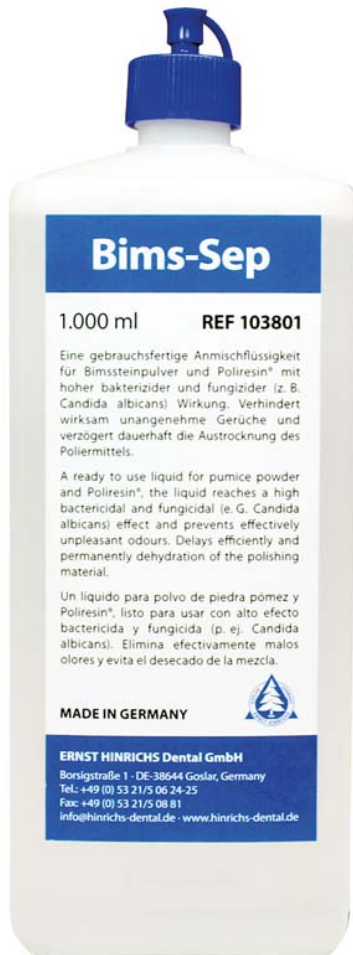 Bims-Sep
1.000 ml REF 103801
Eine gebrauchsfertige Anmischflüssigkeit
für Bimssteinpulver und Poliresin® mit
hoher bakterizider und fungizider (z. B.
Candida albicans) Wirkung. Verhindert
wirksam unangenehme Gerüche und
verzögert dauerhaft die Austrocknung des
Poliermittels.
A ready to use liquid for pumice powder
and Poliresin®, the liquid reaches a high
bactericidal and fungicidal (e. G. Candida
albicans) effect and prevents effectively
unpleasant odours. Delays efficiently and
permanently dehydration of the polishing
material.
Un líquido para polvo de piedra pómez y
Poliresin®, listo para usar con alto efecto
bactericida y fungicida (p. ej. Candida
albicans). Elimina efectivamente malos
olores y evita el desecado de la mezcla.
MADE IN GERMANY
ERNST HINRICHS Dental GmbH
Borsigstraße 1 · DE-38644 Goslar, Germany
Tel.: +49 (0) 53 21/5 06 24-25
Fax: +49 (0) 53 21/5 08 81
info@hinrichs-dental.de · www.hinrichs-dental.de